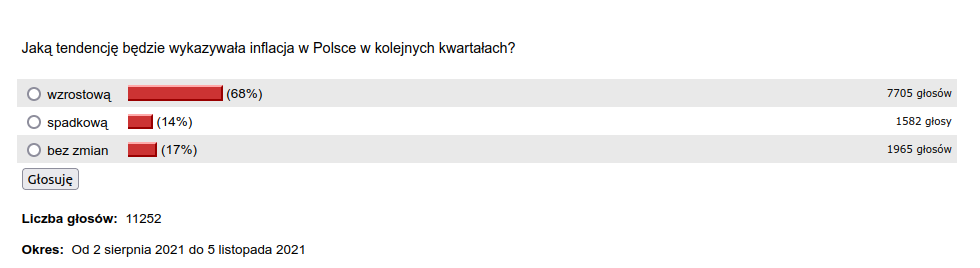 Jaką tendencję będzie wykazywała inflacja w Polsce w kolejnych kwartałach?
wzrostową (68%) 7705 głosów
spadkową (14%) 1582 głosy
bez zmian (17%) 1965 głosów
Głosuję
Liczba głosów: 11252
Okres: Od 2 sierpnia 2021 do 5 listopada 2021